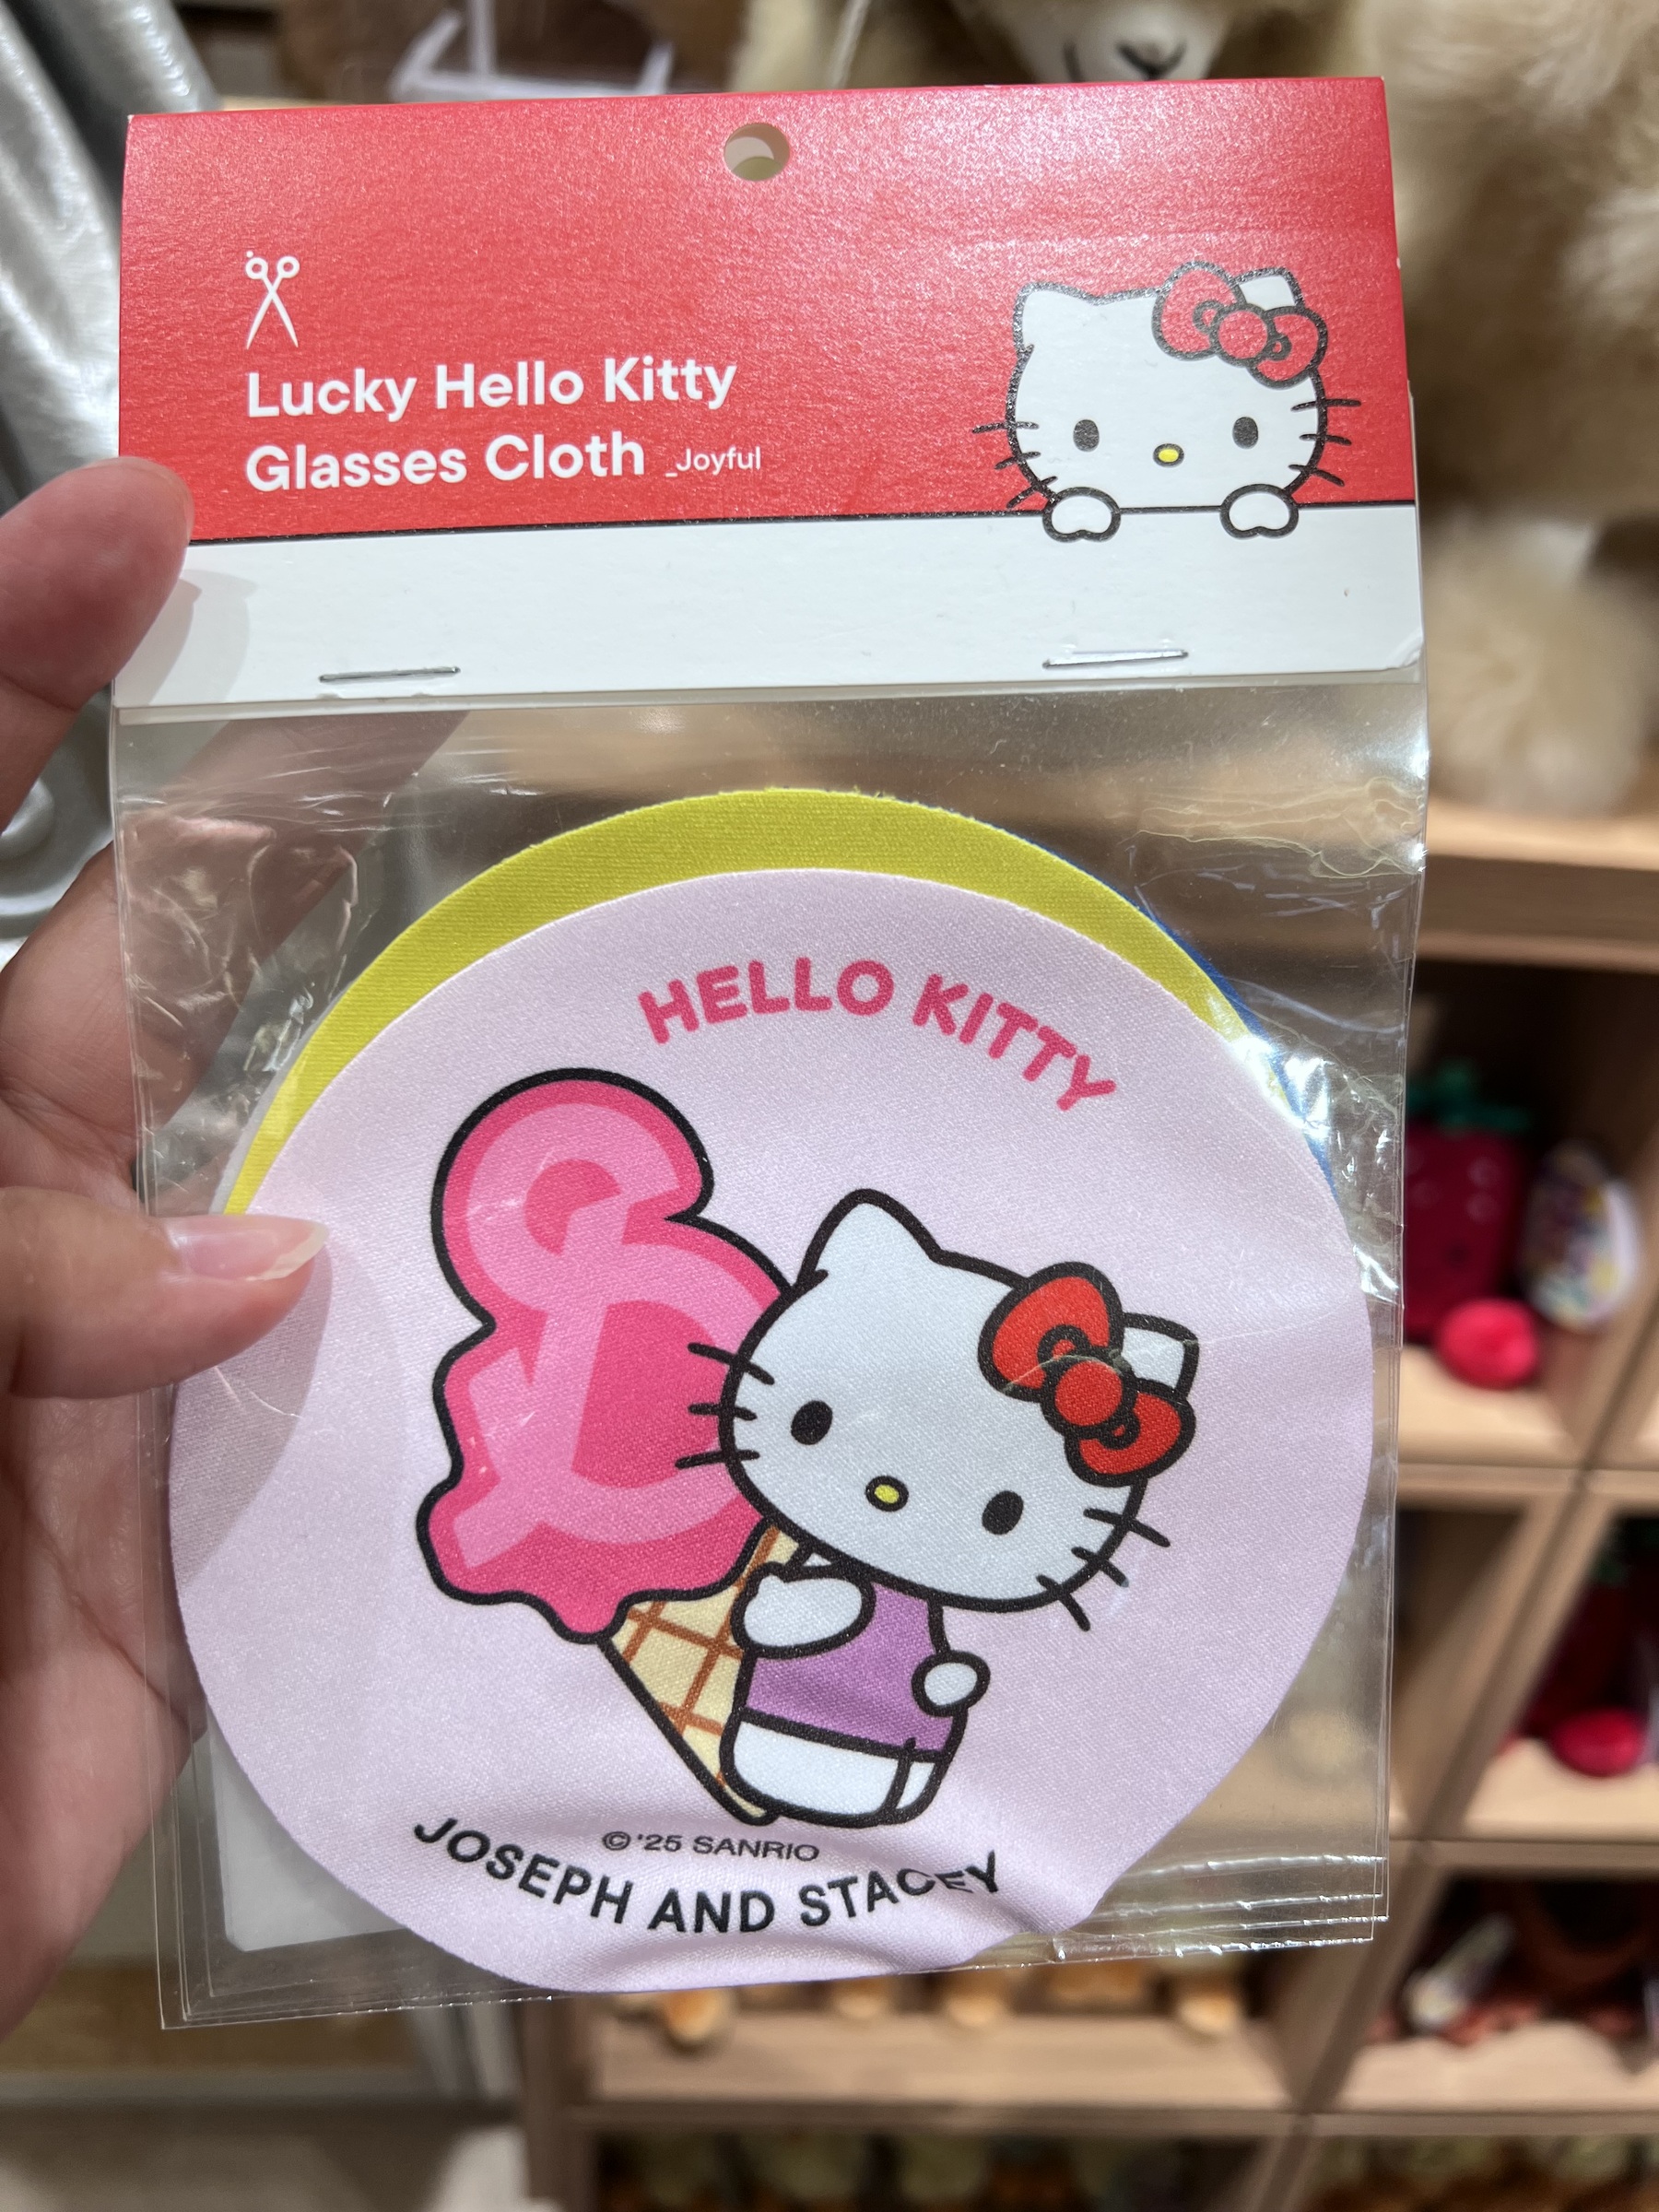 Lucky Hello Kitty
Glasses Cloth _Joyful
HELLO KITTY
© '25 SANRIO
JOSEPH AND STACEY